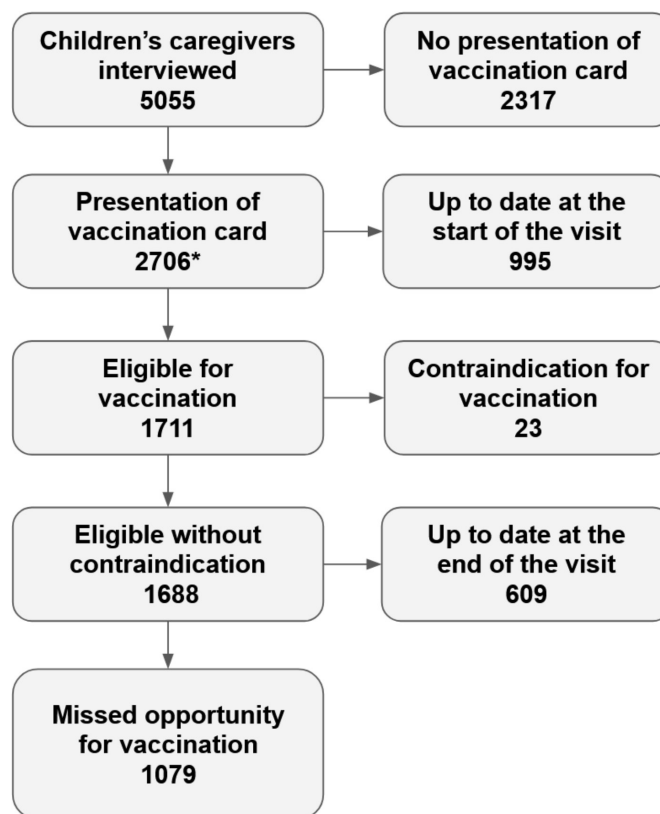 Children’s caregivers
interviewed
5055
No presentation of
vaccination card
2317
Presentation of
vaccination card
2706*
Up to date at the
start of the visit
995
Eligible for
vaccination
1711
Contraindication for
vaccination
23
Eligible without
contraindication
1688
Up to date at the
end of the visit
609
Missed opportunity
for vaccination
1079